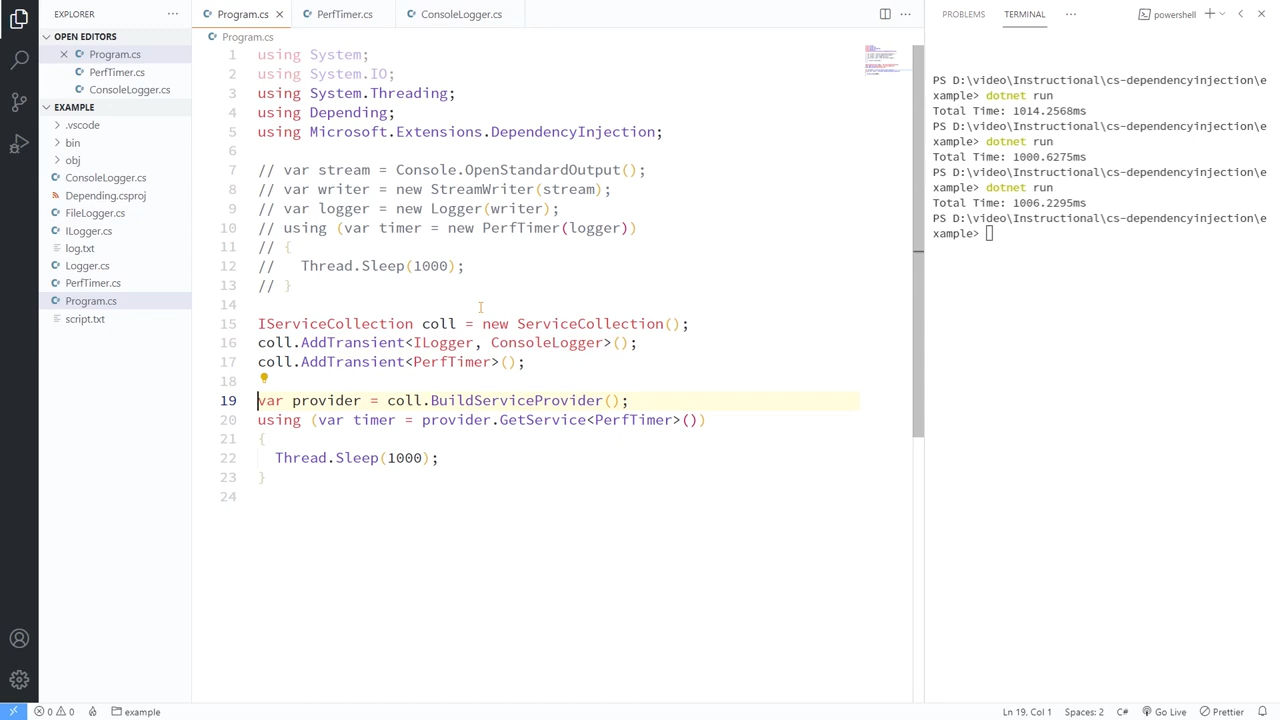 EXPLORER
OPEN EDITORS
Program.cs
PerfTimer.cs
ConsoleLogger.cs
EXAMPLE
.vscode
bin
obj
ConsoleLogger.cs
Depending.csproj
FileLogger.cs
ILogger.cs
log.txt
Logger.cs
PerfTimer.cs
Program.cs
script.txt
Program.cs
PerfTimer.cs
ConsoleLogger.cs
Program.cs
1 using System;
2 using System.IO;
3 using System.Threading;
4 using Depending;
5 using Microsoft.Extensions.DependencyInjection;
6
7 // var stream = Console.OpenStandardOutput();
8 // var writer = new StreamWriter(stream);
9 // var logger = new Logger(writer);
10 // using (var timer = new PerfTimer(logger))
11 // {
12 //   Thread.Sleep(1000);
13 // }
14
15 IServiceCollection coll = new ServiceCollection();
16 coll.AddTransient<ILogger, ConsoleLogger>();
17 coll.AddTransient<PerfTimer>();
18
19 var provider = coll.BuildServiceProvider();
20 using (var timer = provider.GetService<PerfTimer>())
21 {
22   Thread.Sleep(1000);
23 }
24
PROBLEMS TERMINAL
powershell
PS D:\video\Instructional\cs-dependencyinjection\e
xample> dotnet run
Total Time: 1014.2568ms
PS D:\video\Instructional\cs-dependencyinjection\e
xample> dotnet run
Total Time: 1000.6275ms
PS D:\video\Instructional\cs-dependencyinjection\e
xample> dotnet run
Total Time: 1006.2295ms
PS D:\video\Instructional\cs-dependencyinjection\e
xample>
0 0 example Ln 19, Col 1 Spaces: 2 C# Go Live Prettier